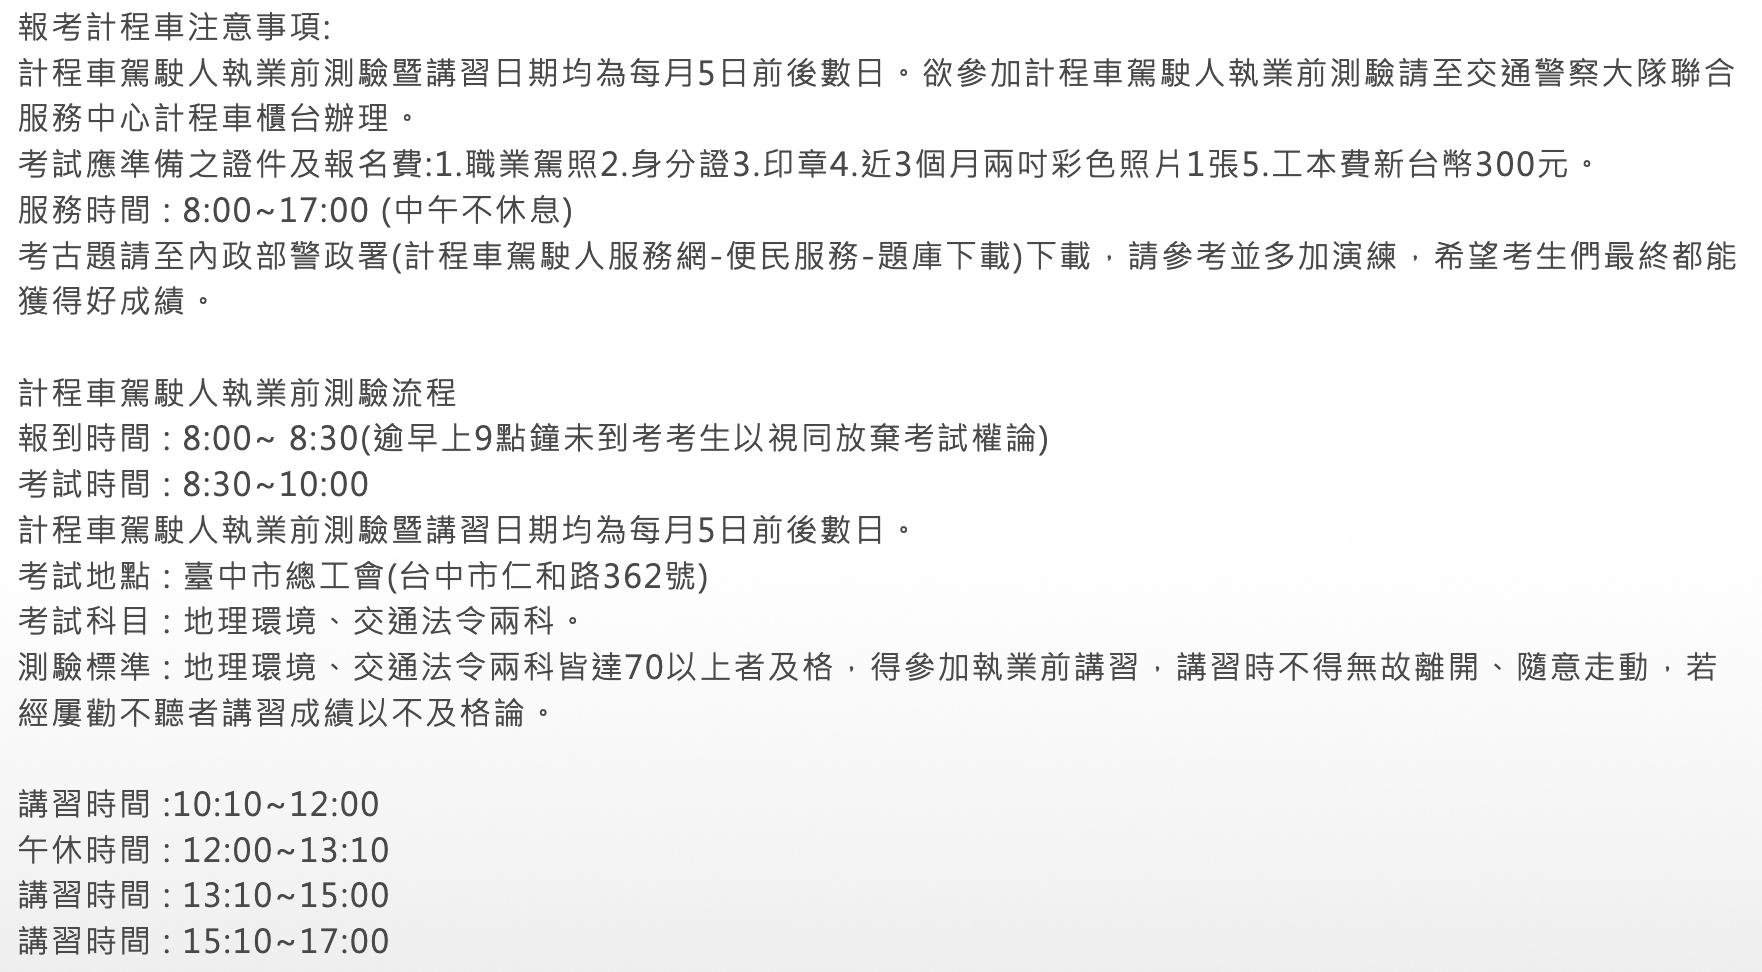 報考計程車注意事項:
計程車駕駛人執業前測驗暨講習日期均為每月5日前後數日。欲參加計程車駕駛人執業前測驗請至交通警察大隊聯合
服務中心計程車櫃台辦理。
考試應準備之證件及報名費:1.職業駕照2.身分證3.印章4.近3個月兩吋彩色照片1張5.工本費新台幣300元。
服務時間：8:00~17:00 (中午不休息)
考古題請至內政部警政署(計程車駕駛人服務網-便民服務-題庫下載)下載，請參考並多加演練，希望考生們最終都能
獲得好成績。
計程車駕駛人執業前測驗流程
報到時間：8:00~ 8:30(逾早上9點鐘未到考考生以視同放棄考試權論)
考試時間：8:30~10:00
計程車駕駛人執業前測驗暨講習日期均為每月5日前後數日。
考試地點：臺中市總工會(台中市仁和路362號)
考試科目：地理環境、交通法令兩科。
測驗標準：地理環境、交通法令兩科皆達70以上者及格，得參加執業前講習，講習時不得無故離開、隨意走動，若
經屢勸不聽者講習成績以不及格論。
講習時間 :10:10~12:00
午休時間：12:00~13:10
講習時間：13:10~15:00
講習時間：15:10~17:00